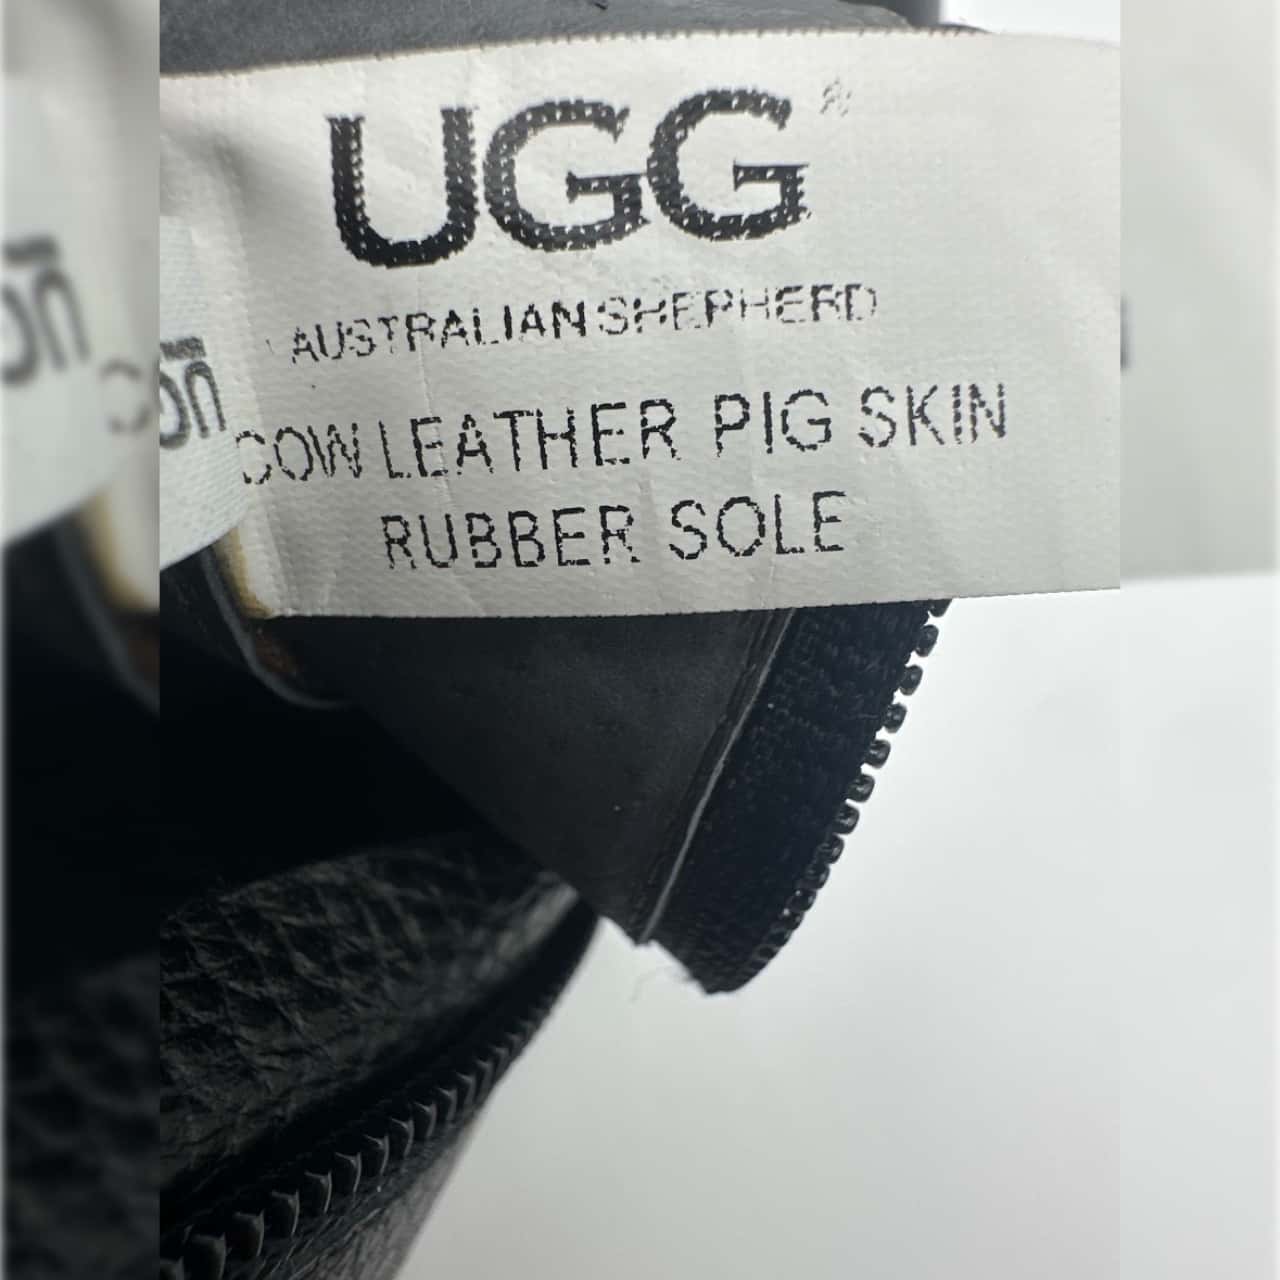 UGG®
AUSTRALIAN SHEPHERD
COW LEATHER PIG SKIN
RUBBER SOLE